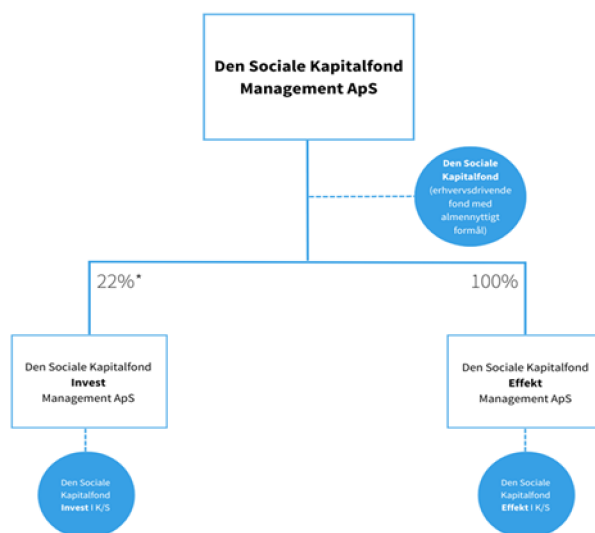 Den Sociale Kapitalfond
Management ApS
Den Sociale
Kapitalfond
(erhvervsdrivende
fond med
almennyttigt
formål)
22%*
100%
Den Sociale Kapitalfond
Invest
Management ApS
Den Sociale Kapitalfond
Effekt
Management ApS
Den Sociale
Kapitalfond
Invest I K/S
Den Sociale
Kapitalfond
Effekt I K/S